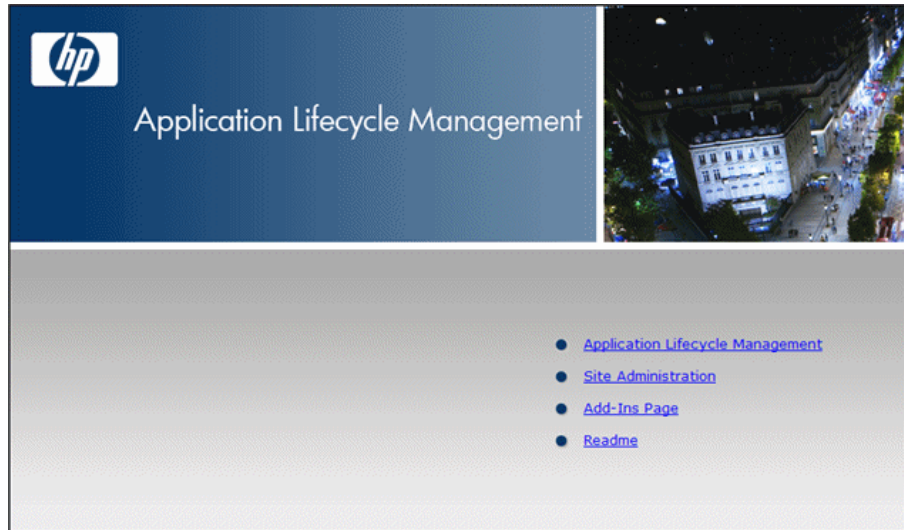 hp
Application Lifecycle Management
Application Lifecycle Management
Site Administration
Add-Ins Page
Readme